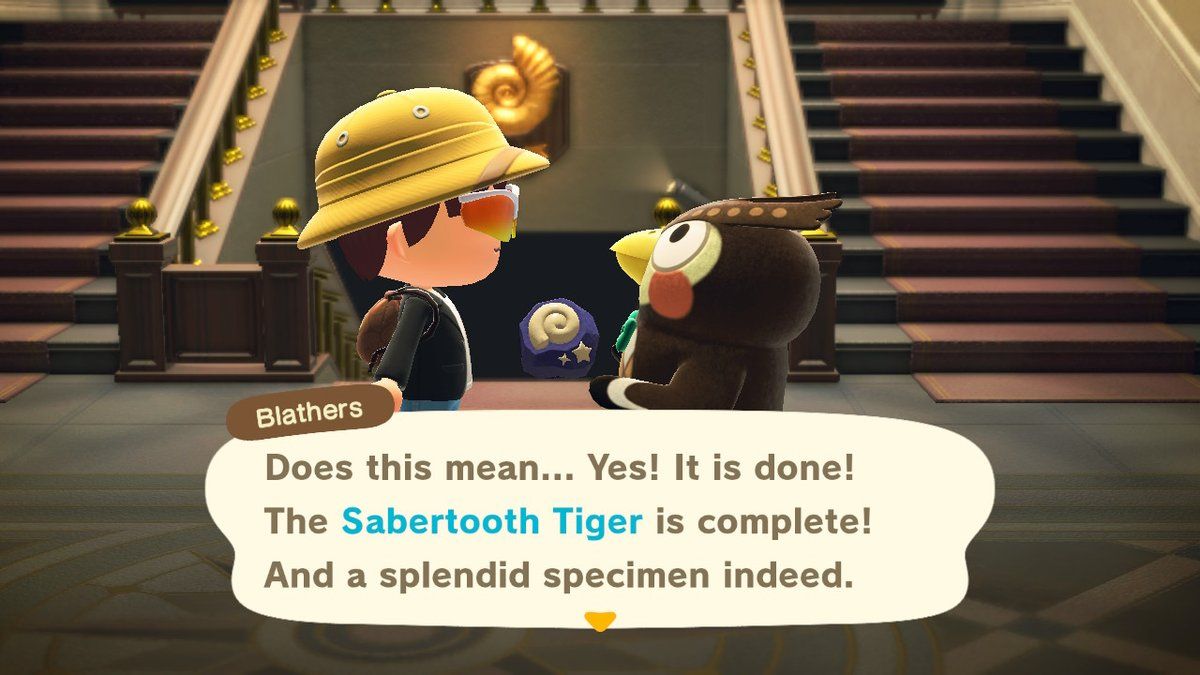 Blathers
Does this mean... Yes! It is done!
The Sabertooth Tiger is complete!
And a splendid specimen indeed.